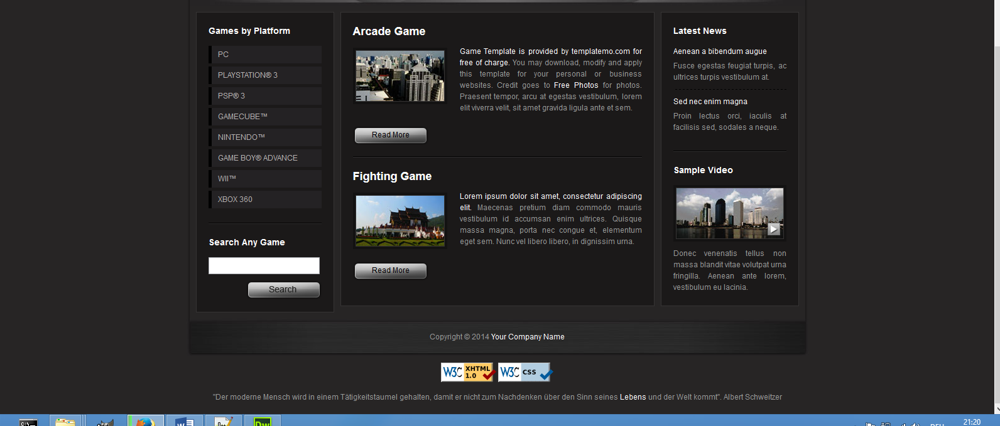 Games by Platform
PC
PLAYSTATION® 3
PSP® 3
GAMECUBE™
NINTENDO™
GAME BOY® ADVANCE
WII™
XBOX 360
Search Any Game
Search
Arcade Game
Game Template is provided by templatemo.com for
free of charge. You may download, modify and apply
this template for your personal or business
websites. Credit goes to Free Photos for photos.
Praesent tempor, arcu at egestas vestibulum, lorem
elit viverra velit, sit amet gravida ligula ante et sem.
Read More
Fighting Game
Lorem ipsum dolor sit amet, consectetur adipiscing
elit. Maecenas pretium diam commodo mauris
vestibulum id accumsan enim ultrices. Quisque
massa magna, porta nec congue et, elementum
eget sem. Nunc vel libero libero, in dignissim urna.
Read More
Latest News
Aenean a bibendum augue
Fusce egestas feugiat turpis, ac
ultrices turpis vestibulum at.
Sed nec enim magna
Proin lectus orci, iaculis at
facilisis sed, sodales a neque.
Sample Video
Donec venenatis tellus non
massa blandit vitae volutpat urna
fringilla. Aenean ante lorem,
vestibulum eu lacinia.
Copyright © 2014 Your Company Name
W3C XHTML 1.0
W3C CSS
"Der moderne Mensch wird in einem Tätigkeitstaumel gehalten, damit er nicht zum Nachdenken über den Sinn seines Lebens und der Welt kommt". Albert Schweitzer
C:\
Dw
21:20